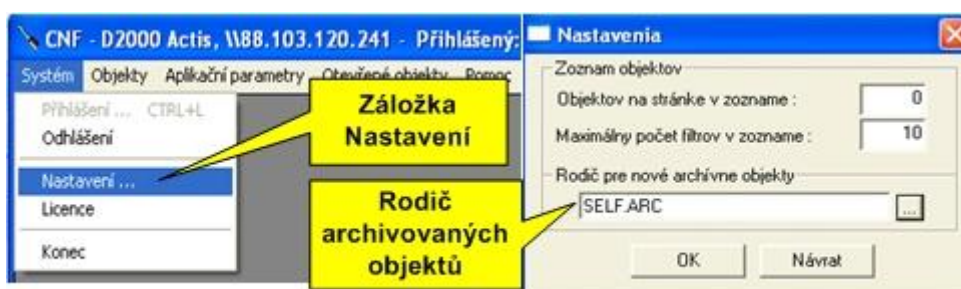 CNF - D2000 Actis, \\88.103.120.241 - Přihlášený:
Systém Objekty Aplikační parametry Otevřené objekty Pomoc
Přihlášení ... CTRL+L
Odhlášení
Nastavení ...
Licence
Konec
Záložka
Nastavení
Rodič
archivovaných
objektů
Nastavenia
Zoznam objektov
Objektov na stránke v zozname : 0
Maximálny počet filtrov v zozname : 10
Rodič pre nové archívne objekty
SELF.ARC ...
OK Návrat